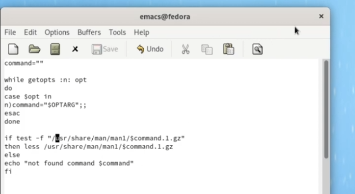 emacs@fedora
File Edit Options Buffers Tools Help
Save Undo
command=""
while getopts :n: opt
do
case $opt in
n)command="$OPTARG";;
esac
done
if test -f "/usr/share/man/man1/$command.1.gz"
then less /usr/share/man/man1/$command.1.gz
else
echo "not found command $command"
fi